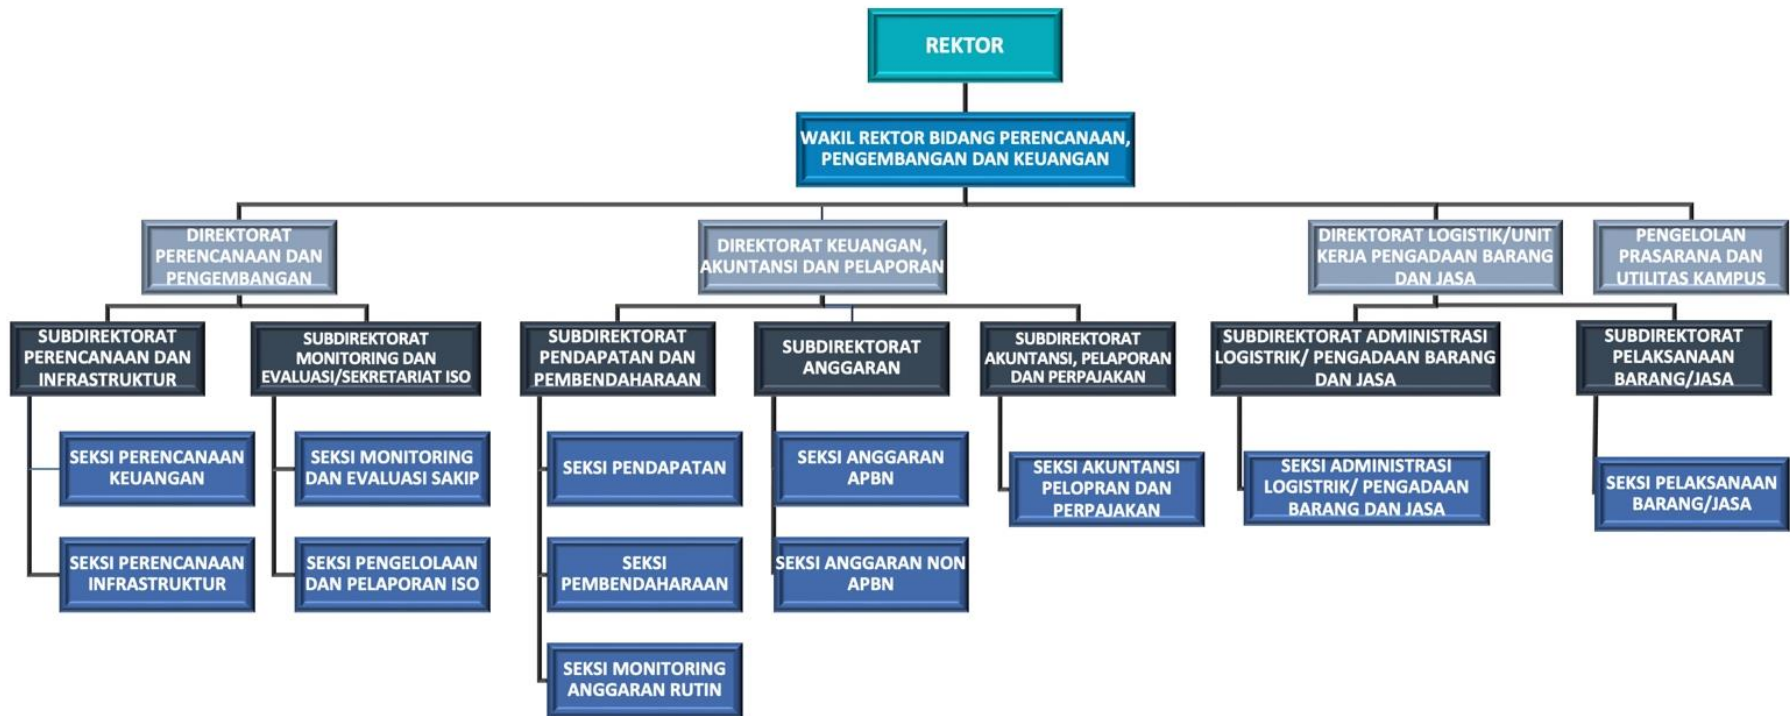 REKTOR
WAKIL REKTOR BIDANG PERENCANAAN,
PENGEMBANGAN DAN KEUANGAN
DIREKTORAT
PERENCANAAN DAN
PENGEMBANGAN
DIREKTORAT KEUANGAN,
AKUNTANSI DAN PELAPORAN
DIREKTORAT LOGISTIK/UNIT
KERJA PENGADAAN BARANG
DAN JASA
PENGELOLAN
PRASARANA DAN
UTILITAS KAMPUS
SUBDIREKTORAT
PERENCANAAN DAN
INFRASTRUKTUR
SUBDIREKTORAT
MONITORING DAN
EVALUASI/SEKRETARIAT ISO
SUBDIREKTORAT
PENDAPATAN DAN
PEMBENDAHARAAN
SUBDIREKTORAT
ANGGARAN
SUBDIREKTORAT
AKUNTANSI, PELAPORAN
DAN PERPAJAKAN
SUBDIREKTORAT ADMINISTRASI
LOGISTRIK/ PENGADAAN BARANG
DAN JASA
SUBDIREKTORAT
PELAKSANAAN
BARANG/JASA
SEKSI PERENCANAAN
KEUANGAN
SEKSI MONITORING
DAN EVALUASI SAKIP
SEKSI PENDAPATAN
SEKSI ANGGARAN
APBN
SEKSI AKUNTANSI
PELOPRAN DAN
PERPAJAKAN
SEKSI ADMINISTRASI
LOGISTRIK/ PENGADAAN
BARANG DAN JASA
SEKSI PELAKSANAAN
BARANG/JASA
SEKSI PERENCANAAN
INFRASTRUKTUR
SEKSI PENGELOLAAN
DAN PELAPORAN ISO
SEKSI
PEMBENDAHARAAN
SEKSI ANGGARAN NON
APBN
SEKSI MONITORING
ANGGARAN RUTIN